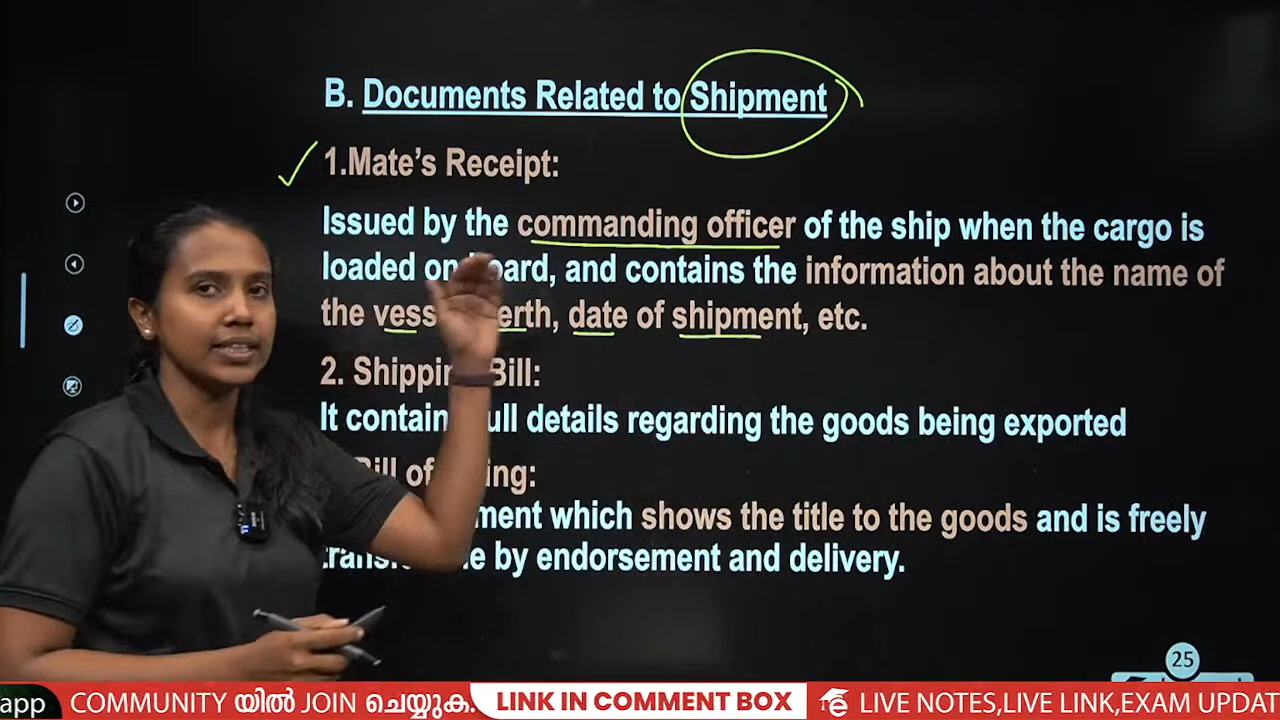 B. Documents Related to Shipment
1.Mate's Receipt:
Issued by the commanding officer of the ship when the cargo is
loaded on board, and contains the information about the name of
the vess erth, date of shipment, etc.
2. Shipping Bill:
It contain ull details regarding the goods being exported
Bill of ing:
ment which shows the title to the goods and is freely
by endorsement and delivery.
25
app COMMUNITY യിൽ JOIN ചെയ്യുക. LINK IN COMMENT BOX LIVE NOTES,LIVE LINK,EXAM UPDAT